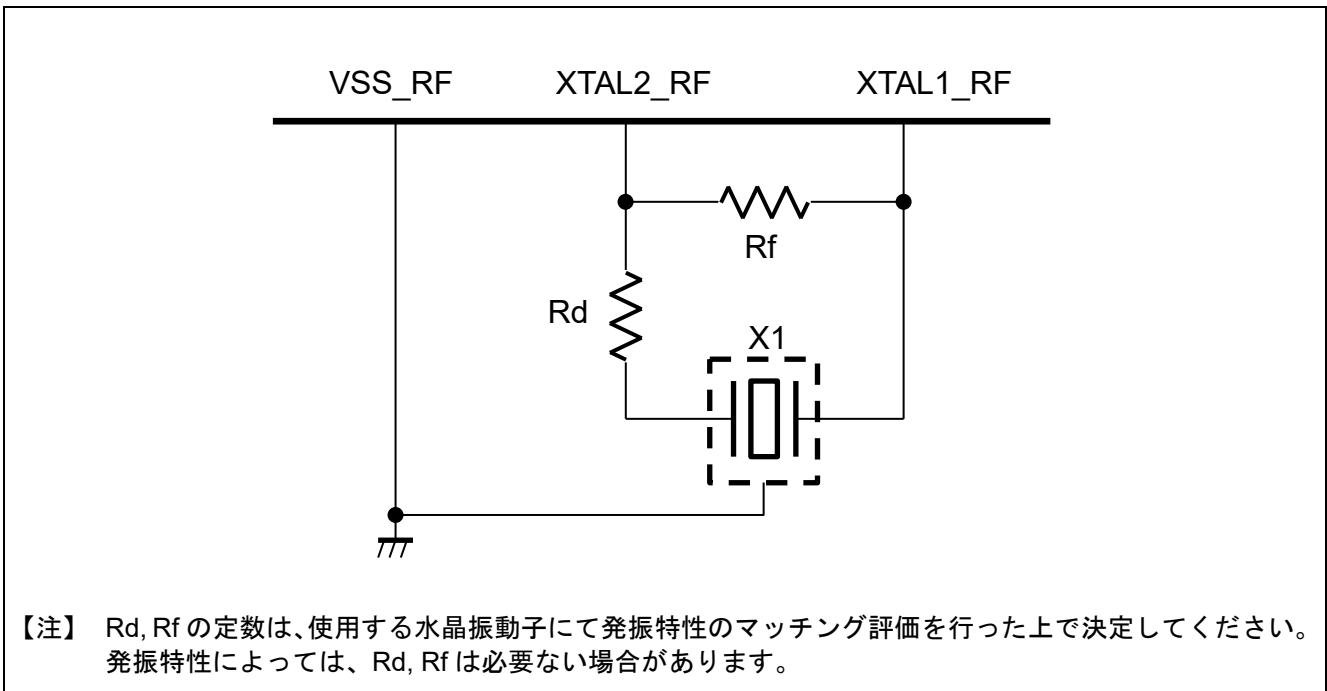 VSS_RF XTAL2_RF XTAL1_RF
Rf
Rd
X1
【注】 Rd, Rf の定数は、使用する水晶振動子にて発振特性のマッチング評価を行った上で決定してください。
発振特性によっては、Rd, Rf は必要ない場合があります。